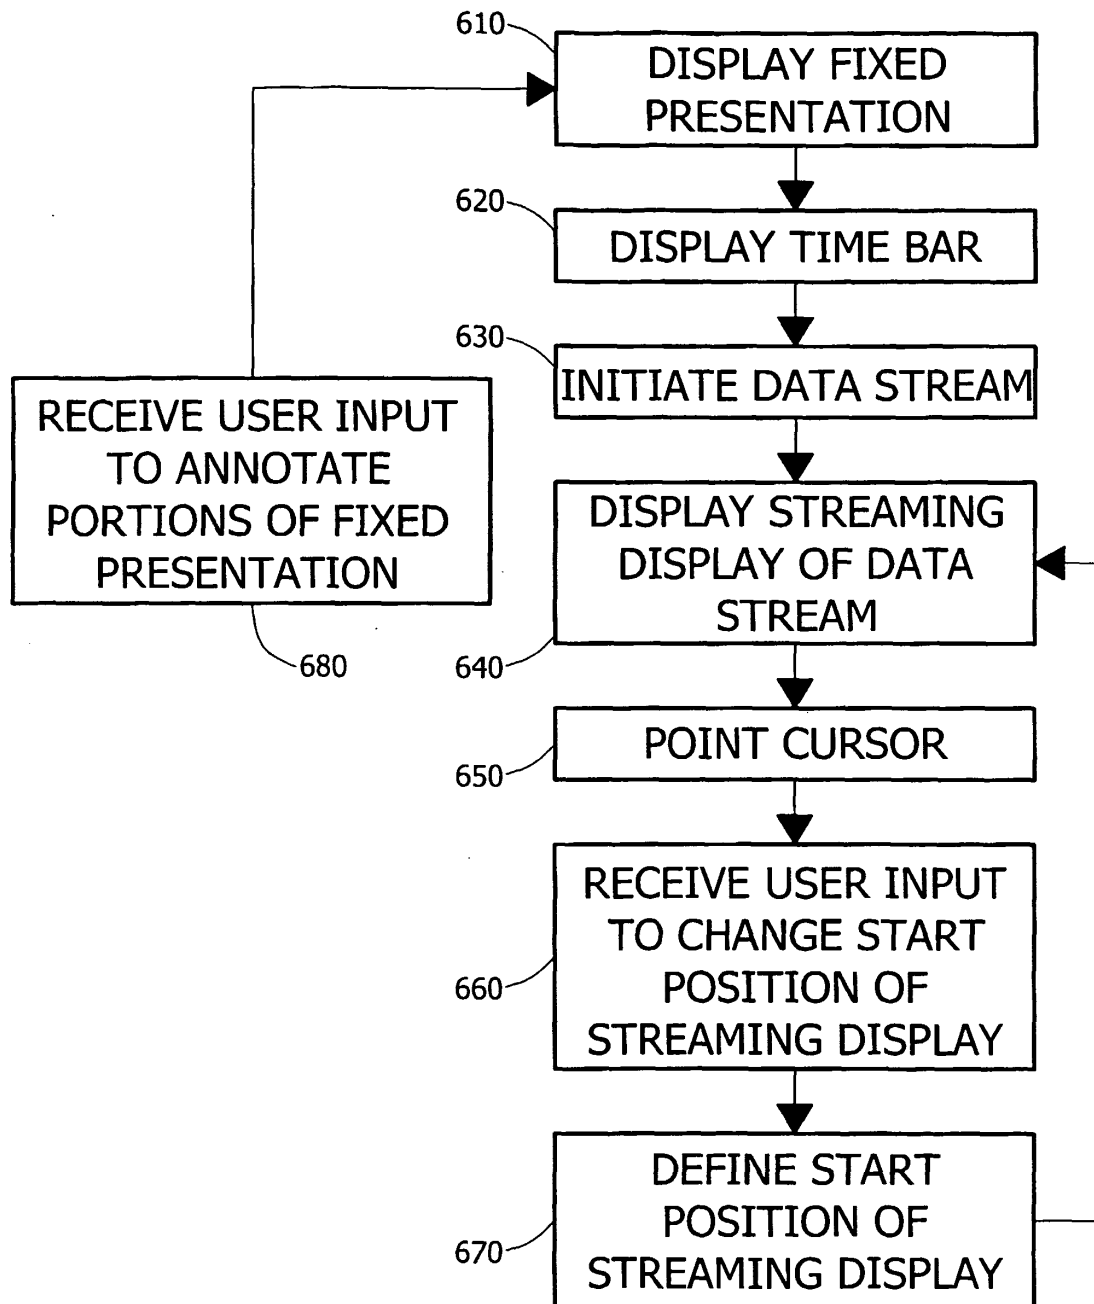 610
DISPLAY FIXED
PRESENTATION
620
DISPLAY TIME BAR
630
INITIATE DATA STREAM
RECEIVE USER INPUT
TO ANNOTATE
PORTIONS OF FIXED
PRESENTATION
680
DISPLAY STREAMING
DISPLAY OF DATA
STREAM
640
POINT CURSOR
650
RECEIVE USER INPUT
TO CHANGE START
POSITION OF
STREAMING DISPLAY
660
DEFINE START
POSITION OF
STREAMING DISPLAY
670